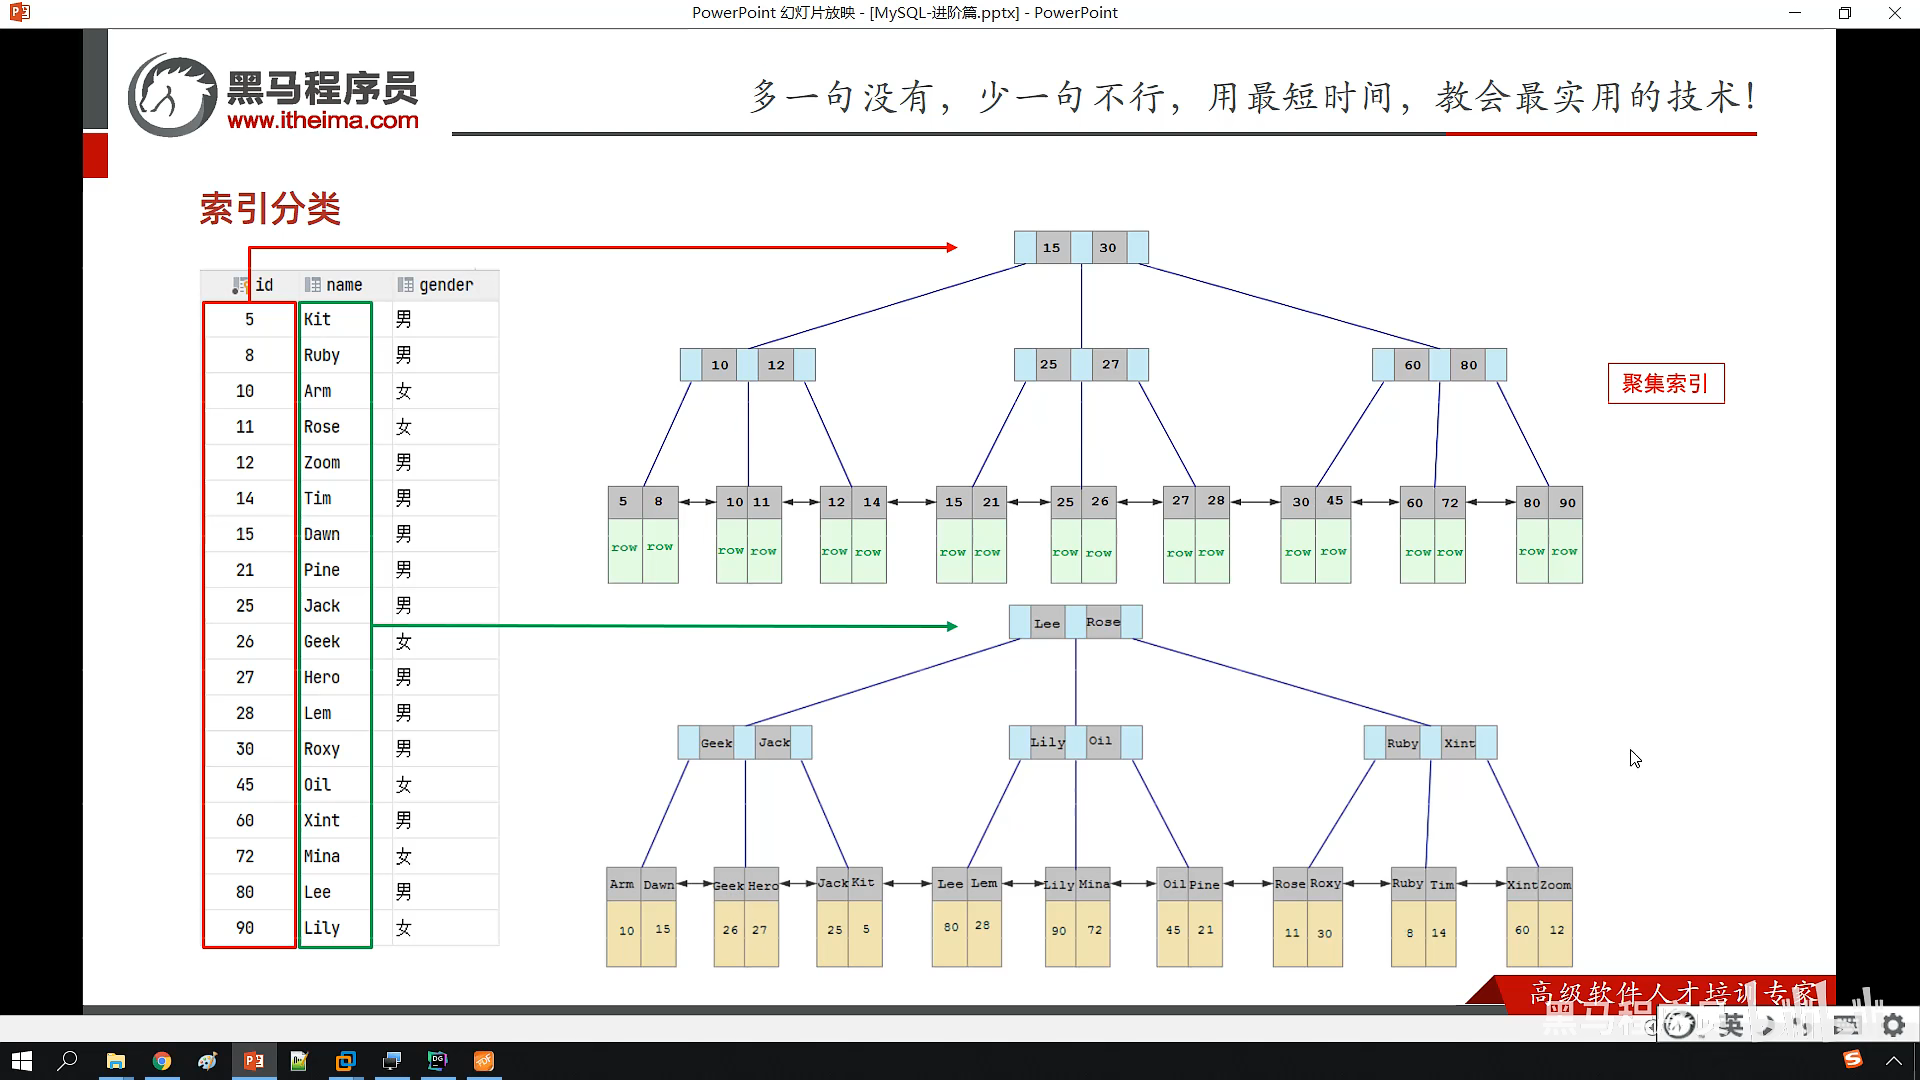 PowerPoint 幻灯片放映 - [MySQL-进阶篇.pptx] - PowerPoint
黑马程序员
www.itheima.com
多一句没有，少一句不行，用最短时间，教会最实用的技术！
索引分类
id name gender
5 Kit 男
8 Ruby 男
10 Arm 女
11 Rose 女
12 Zoom 男
14 Tim 男
15 Dawn 男
21 Pine 男
25 Jack 男
26 Geek 女
27 Hero 男
28 Lem 男
30 Roxy 男
45 Oil 女
60 Xint 男
72 Mina 女
80 Lee 男
90 Lily 女
15 30
10 12 25 27 60 80
聚集索引
5 8 10 11 12 14 15 21 25 26 27 28 30 45 60 72 80 90
row row row row row row row row row row row row row row row row row row
Lee Rose
Geek Jack Lily Oil Ruby Xint
Arm Dawn Geek Hero Jack Kit Lee Lem Lily Mina Oil Pine Rose Roxy Ruby Tim Xint Zoom
10 15 26 27 25 5 80 28 90 72 45 21 11 30 8 14 60 12
高级软件人才培训专家
英